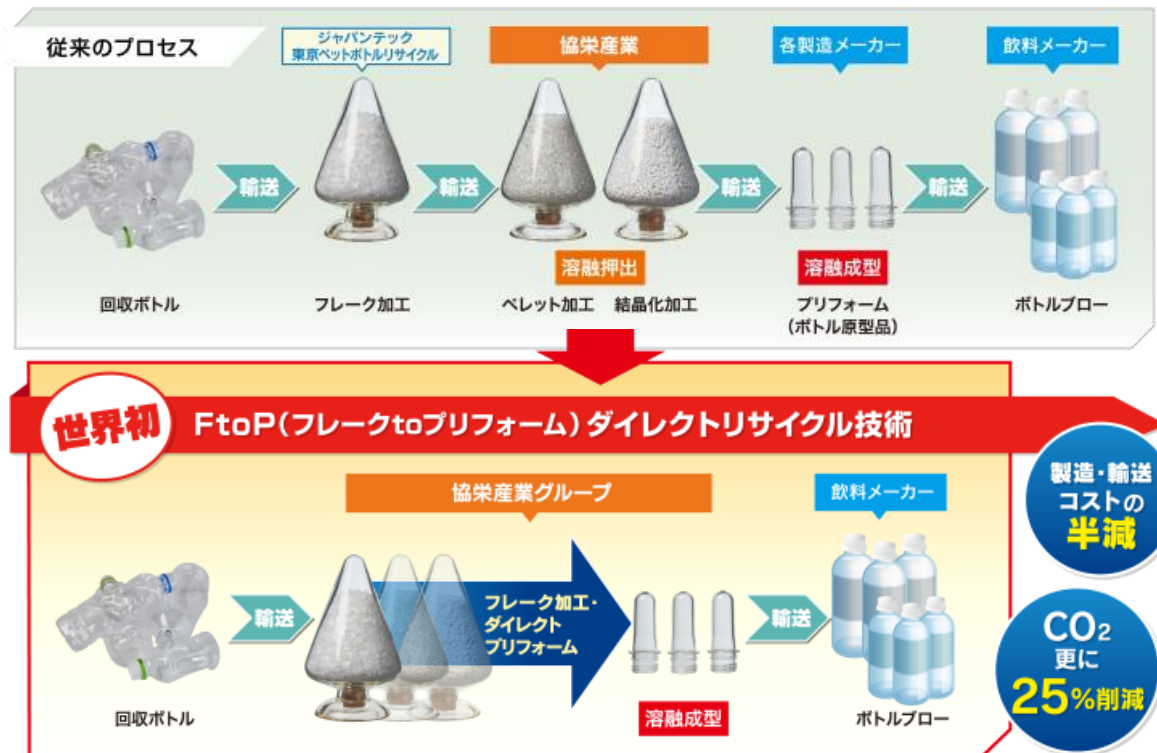 従来のプロセス
ジャパンテック
東京ペットボトルリサイクル
協栄産業
各製造メーカー
飲料メーカー
輸送
輸送
輸送
輸送
溶融押出
溶融成型
回収ボトル
フレーク加工
ペレット加工
結晶化加工
プリフォーム
(ボトル原型品)
ボトルブロー
世界初
FtoP(フレークtoプリフォーム)ダイレクトリサイクル技術
協栄産業グループ
飲料メーカー
製造・輸送
コストの
半減
輸送
フレーク加工・
ダイレクト
プリフォーム
輸送
CO2
更に
25%削減
回収ボトル
溶融成型
ボトルブロー